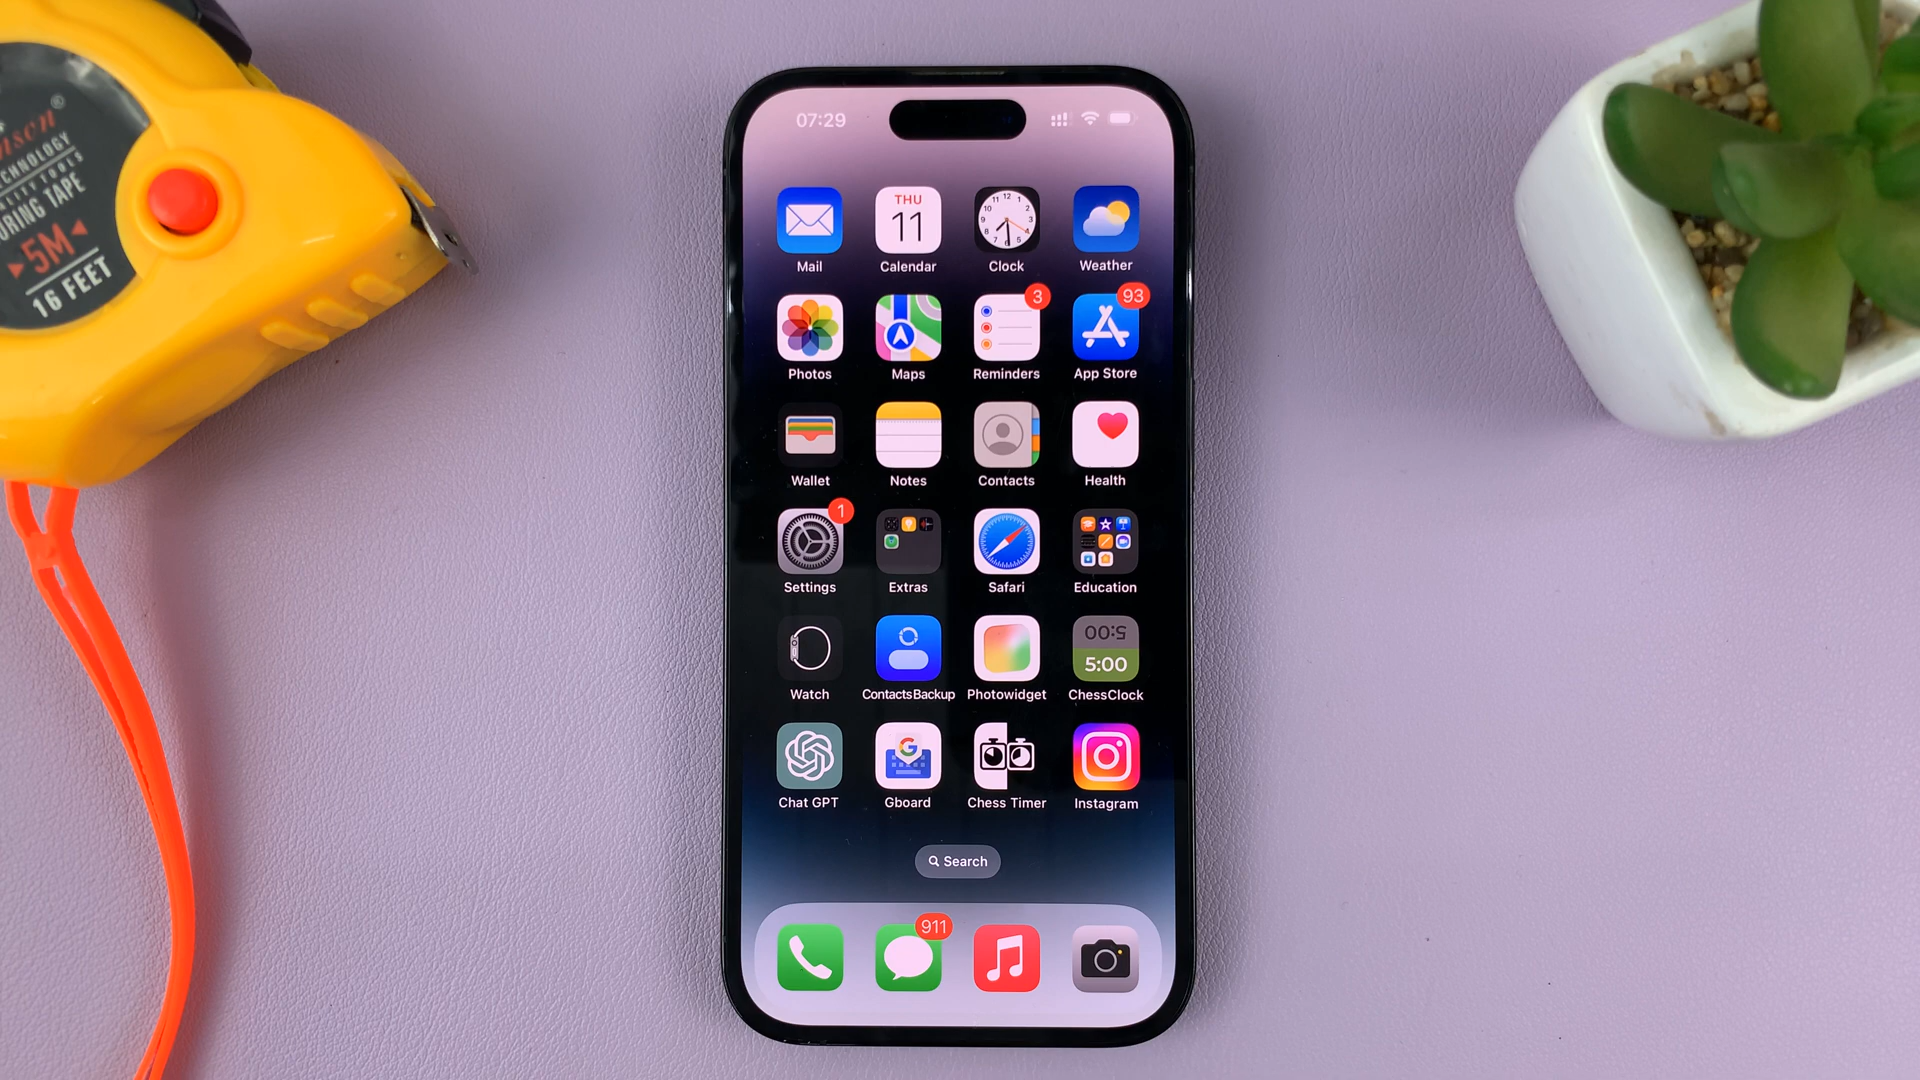 TECHNOLOGY
5M
16 FEET
07:29
THU
11
Mail
Calendar
Clock
Weather
3
93
Photos
Maps
Reminders
App Store
Wallet
Notes
Contacts
Health
1
Settings
Extras
Safari
Education
5:00
5:00
Watch
ContactsBackup
Photowidget
ChessClock
G
Chat GPT
Gboard
Chess Timer
Instagram
Search
911